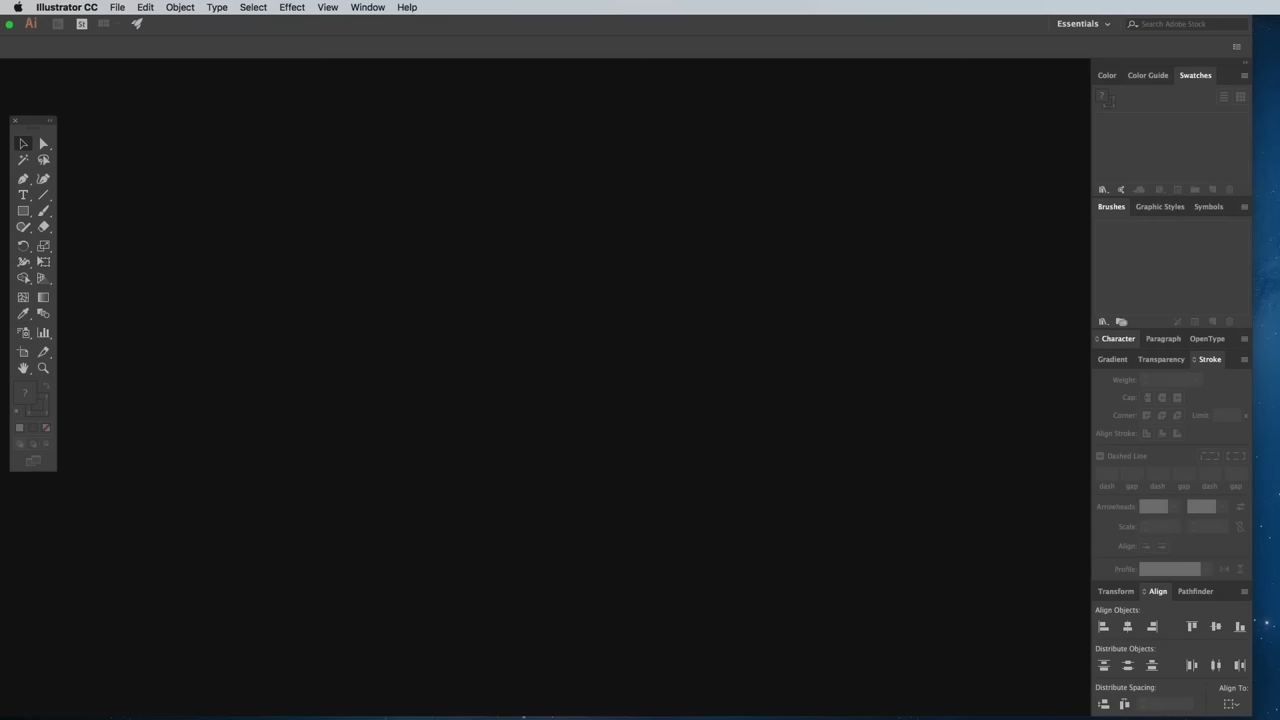 Illustrator CC File Edit Object Type Select Effect View Window Help
Ai Br St Essentials Search Adobe Stock
Color Color Guide Swatches
?
Brushes Graphic Styles Symbols
Character Paragraph OpenType
Gradient Transparency Stroke
Weight:
Cap:
Corner: Limit: x
Align Stroke:
Dashed Line
dash gap dash gap dash gap
Arrowheads:
Scale:
Align:
Profile:
Transform Align Pathfinder
Align Objects:
Distribute Objects:
Distribute Spacing: Align To:
T
?